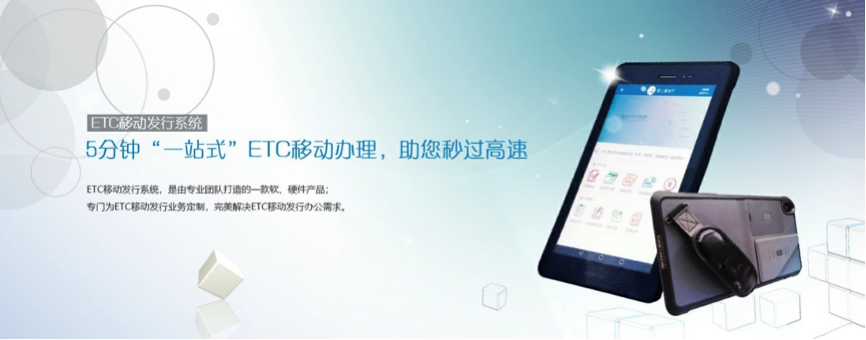 ETC移动发行系统
5分钟“一站式”ETC移动办理，助您秒过高速
ETC移动发行系统，是由专业团队打造的一款软、硬件产品；
专门为ETC移动发行业务定制，完美解决ETC移动发行办公需求。